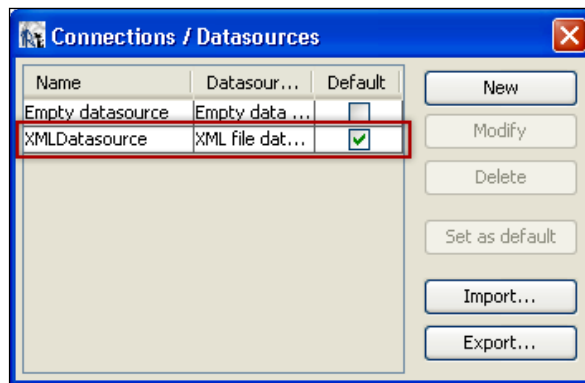 Connections / Datasources
Name Datasour... Default
Empty datasource Empty data ...
XMLDatasource XML file dat...
New
Modify
Delete
Set as default
Import...
Export...